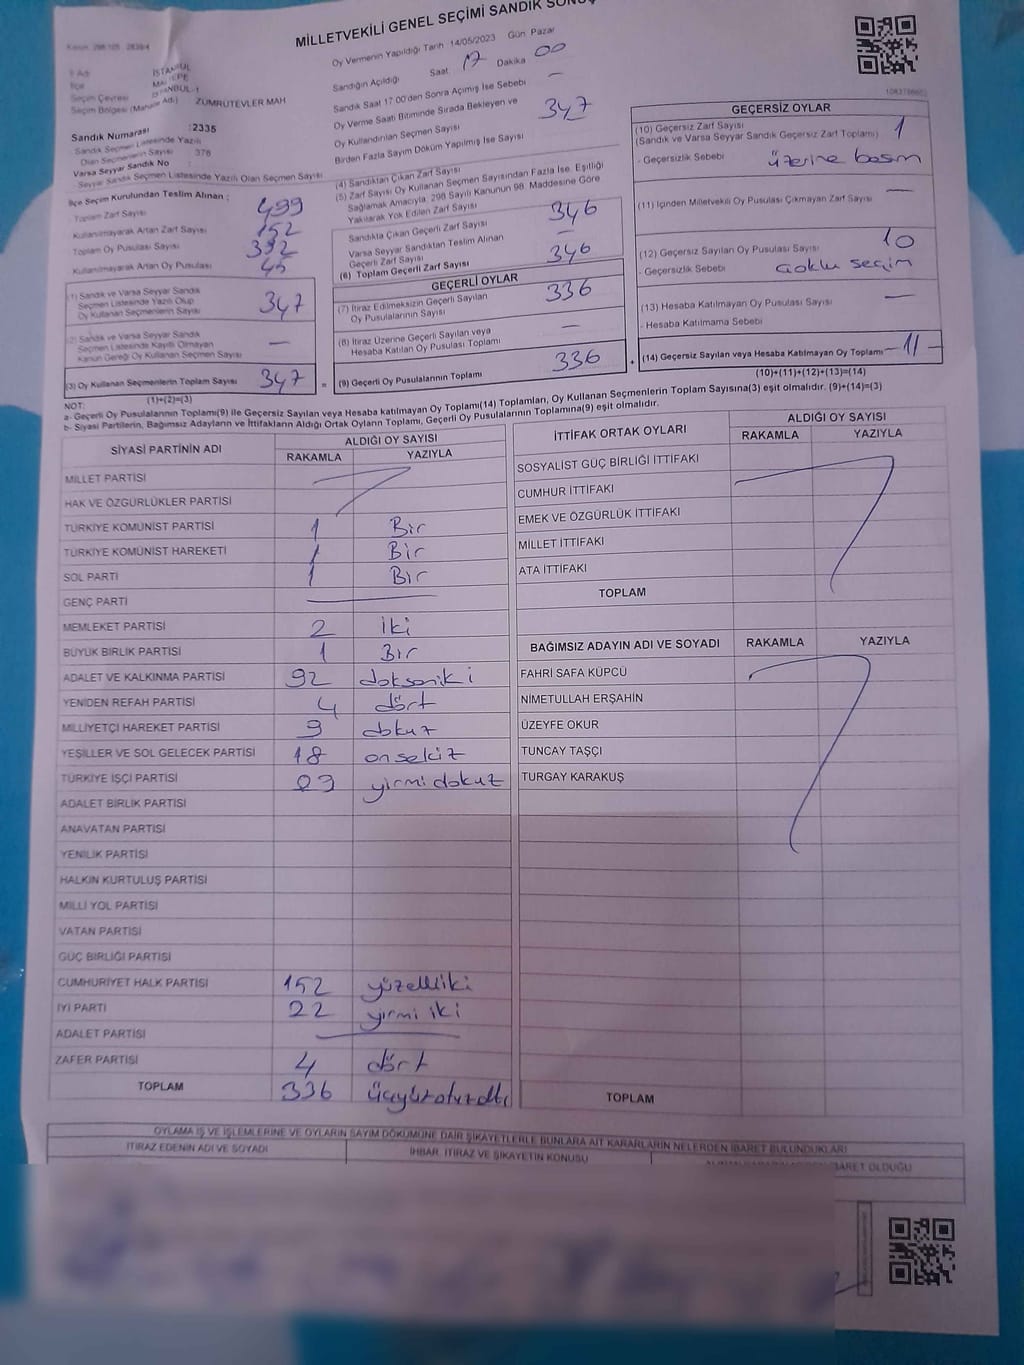 MİLLETVEKİLİ GENEL SEÇİMİ SANDIK
Oy Vermenin Yapıldığı Tarih 14/05/2023 Gün Pazar
Sandığın Açıldığı Saat 17 Dakika 00
Sandık Saat 17:00'den Sonra Açımış İse Sebebi —
Oy Verme Saati Bitiminde Sırada Bekleyen ve
Oy Kullandırılan Seçmen Sayısı 347
Birden Fazla Sayım Döküm Yapılmış İse Sayısı
İSTANBUL
MALTEPE
İSTANBUL-1
Seçim Çevresi
Seçim Bölgesi (Mahalle Adı) ZÜMRÜTEVLER MAH
Sandık Numarası : 2335
Sandık Seçmen Listesinde Yazılı
Olan Seçmenlerin Sayısı : 376
Varsa Seyyar Sandık No :
Seyyar Sandık Seçmen Listesinde Yazılı Olan Seçmen Sayısı
İlçe Seçim Kurulundan Teslim Alınan ;
Toplam Zarf Sayısı 499
Kullanılmayarak Artan Zarf Sayısı 152
Toplam Oy Pusulası Sayısı 392
Kullanılmayarak Artan Oy Pusulası 45
(1) Sandık ve Varsa Seyyar Sandık
Seçmen Listesinde Yazılı Olup
Oy Kullanan Seçmenlerin Sayısı 347
(2) Sandık ve Varsa Seyyar Sandık
Seçmen Listesinde Kayıtlı Olmayan
Kanun Gereği Oy Kullanan Seçmen Sayısı —
(3) Oy Kullanan Seçmenlerin Toplam Sayısı 347 =
(1)+(2)=(3)
(4) Sandıktan Çıkan Zarf Sayısı
(5) Zarf Sayısı Oy Kullanan Seçmen Sayısından Fazla İse, Eşitliği
Sağlamak Amacıyla, 298 Sayılı Kanunun 98. Maddesine Göre
Yakılarak Yok Edilen Zarf Sayısı
Sandıkta Çıkan Geçerli Zarf Sayısı 346
Varsa Seyyar Sandıktan Teslim Alınan
Geçerli Zarf Sayısı —
(6) Toplam Geçerli Zarf Sayısı 346
GEÇERLİ OYLAR
(7) İtiraz Edilmeksizin Geçerli Sayılan
Oy Pusulalarının Sayısı 336
(8) İtiraz Üzerine Geçerli Sayılan veya
Hesaba Katılan Oy Pusulası Toplamı —
(9) Geçerli Oy Pusulalarının Toplamı 336 +
GEÇERSİZ OYLAR
(10) Geçersiz Zarf Sayısı
(Sandık ve Varsa Seyyar Sandık Geçersiz Zarf Toplamı) 1
- Geçersizlik Sebebi üzerine basım
(11) İçinden Milletvekili Oy Pusulası Çıkmayan Zarf Sayısı —
(12) Geçersiz Sayılan Oy Pusulası Sayısı 10
- Geçersizlik Sebebi Çoklu seçim
(13) Hesaba Katılmayan Oy Pusulası Sayısı —
- Hesaba Katılmama Sebebi
(14) Geçersiz Sayılan veya Hesaba Katılmayan Oy Toplamı —11—
(10)+(11)+(12)+(13)=(14)
NOT:
a- Geçerli Oy Pusulalarının Toplamı(9) ile Geçersiz Sayılan veya Hesaba katılmayan Oy Toplamı(14) Toplamları, Oy Kullanan Seçmenlerin Toplam Sayısına(3) eşit olmalıdır. (9)+(14)=(3)
b- Siyasi Partilerin, Bağımsız Adayların ve İttifakların Aldığı Ortak Oyların Toplamı, Geçerli Oy Pusulalarının Toplamına(9) eşit olmalıdır.
SİYASİ PARTİNİN ADI ALDIĞI OY SAYISI
RAKAMLA YAZIYLA
MİLLET PARTİSİ
HAK VE ÖZGÜRLÜKLER PARTİSİ
TÜRKİYE KOMÜNİST PARTİSİ 1 Bir
TÜRKİYE KOMÜNİST HAREKETİ 1 Bir
SOL PARTİ 1 Bir
GENÇ PARTİ
MEMLEKET PARTİSİ 2 iki
BÜYÜK BİRLİK PARTİSİ 1 Bir
ADALET VE KALKINMA PARTİSİ 92 doksaniki
YENİDEN REFAH PARTİSİ 4 dört
MİLLİYETÇİ HAREKET PARTİSİ 9 dokuz
YEŞİLLER VE SOL GELECEK PARTİSİ 18 onsekiz
TÜRKİYE İŞÇİ PARTİSİ 29 yirmidokuz
ADALET BİRLİK PARTİSİ
ANAVATAN PARTİSİ
YENİLİK PARTİSİ
HALKIN KURTULUŞ PARTİSİ
MİLLİ YOL PARTİSİ
VATAN PARTİSİ
GÜÇ BİRLİĞİ PARTİSİ
CUMHURİYET HALK PARTİSİ 152 yüzelliiki
İYİ PARTİ 22 yirmi iki
ADALET PARTİSİ
ZAFER PARTİSİ 4 dört
TOPLAM 336 üçyüzotuzaltı
İTTİFAK ORTAK OYLARI ALDIĞI OY SAYISI
RAKAMLA YAZIYLA
SOSYALİST GÜÇ BİRLİĞİ İTTİFAKI
CUMHUR İTTİFAKI
EMEK VE ÖZGÜRLÜK İTTİFAKI
MİLLET İTTİFAKI
ATA İTTİFAKI
TOPLAM
BAĞIMSIZ ADAYIN ADI VE SOYADI RAKAMLA YAZIYLA
FAHRİ SAFA KÜPCÜ
NİMETULLAH ERŞAHİN
ÜZEYFE OKUR
TUNCAY TAŞÇI
TURGAY KARAKUŞ
TOPLAM
OYLAMA İŞ VE İŞLEMLERİNE VE OYLARIN SAYIM DÖKÜMÜNE DAİR ŞİKAYETLERLE BUNLARA AİT KARARLARIN NELERDEN İBARET BULUNDUKLARI
İTİRAZ EDENİN ADI VE SOYADI İHBAR, İTİRAZ VE ŞİKAYETİN KONUSU